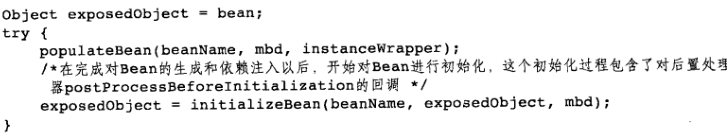 Object exposedObject = bean;
try {
populateBean(beanName, mbd, instanceWrapper);
/*在完成对Bean的生成和依赖注入以后，开始对Bean进行初始化，这个初始化过程包含了对后置处理
器postProcessBeforeInitialization的回调 */
exposedObject = initializeBean(beanName, exposedObject, mbd);
}